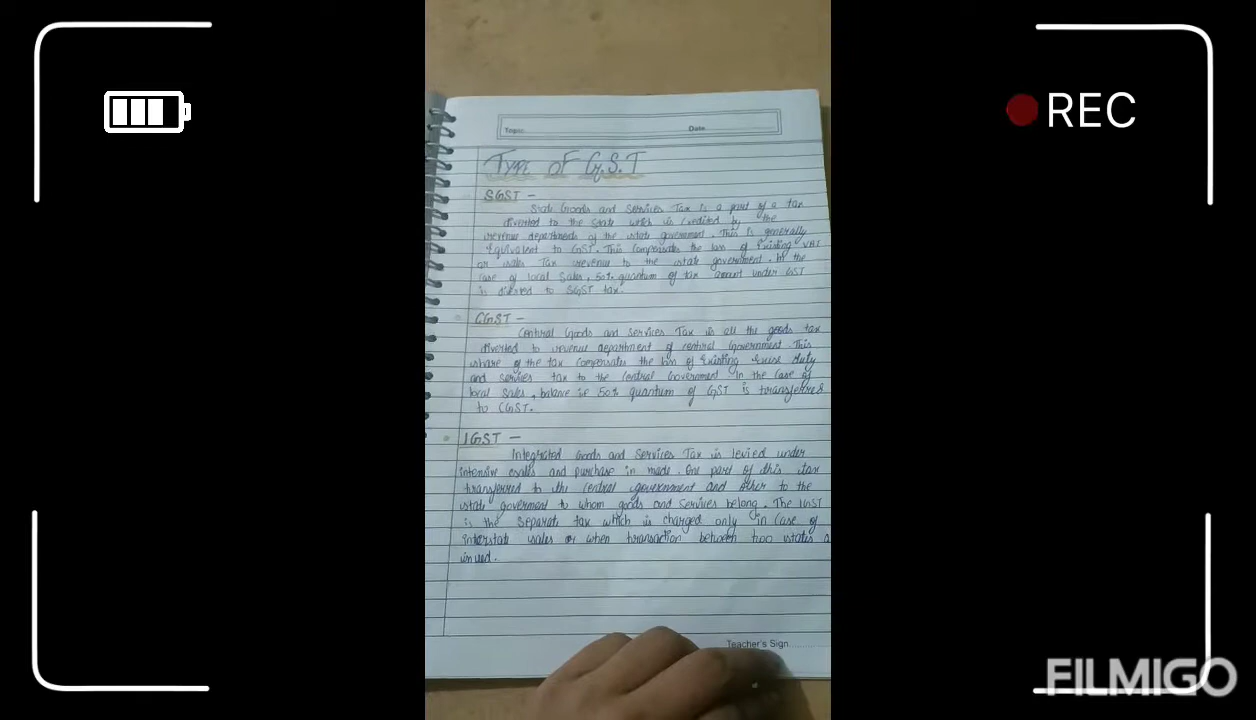 REC
Topic
Date
Type of G.S.T
SGST -
State Goods and Services Tax is a part of a tax
diverted to the state which is credited by the
revenue departments of the state government. This is generally
equivalent to GST. This compensates the loss of existing VAT
or sales Tax revenue to the state government. In the
case of local sales, 50% quantum of tax amount under GST
is diverted to SGST tax.
CGST -
Central Goods and Services Tax is all the goods tax
diverted to revenue department of central Government. This
share of the tax compensates the loss of existing excise duty
and services tax to the central Government In the case of
local sales, balance i.e 50% quantum of GST is transferred
to CGST.
IGST -
Integrated Goods and Services Tax is levied under
intensive sales and purchase in made. One part of this tax
transferred to the central government and other to the
state goverment to whom goods and services belong. The IGST
is the separate tax which is charged only in case of
interstate sales or when transaction between two states
Teacher's Sign
FILMIGO